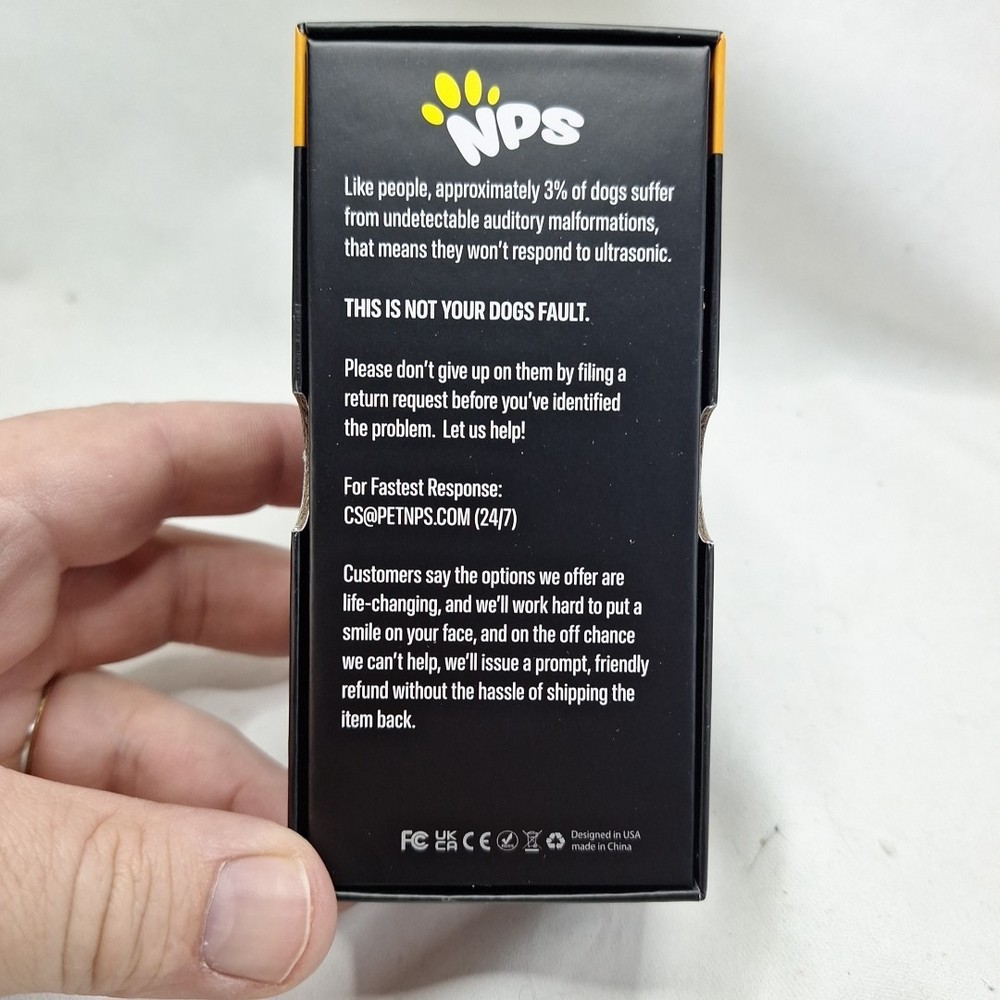 NPS
Like people, approximately 3% of dogs suffer
from undetectable auditory malformations,
that means they won't respond to ultrasonic.
THIS IS NOT YOUR DOGS FAULT.
Please don't give up on them by filing a
return request before you've identified
the problem. Let us help!
For Fastest Response:
CS@PETNPS.COM (24/7)
Customers say the options we offer are
life-changing, and we'll work hard to put a
smile on your face, and on the off chance
we can't help, we'll issue a prompt, friendly
refund without the hassle of shipping the
item back.
FC UK CA CE
Designed in USA
made in China